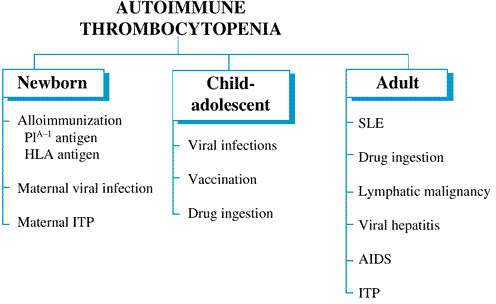 AUTOIMMUNE
THROMBOCYTOPENIA
Newborn
Alloimmunization
Pl^A–1 antigen
HLA antigen
Maternal viral infection
Maternal ITP
Child-
adolescent
Viral infections
Vaccination
Drug ingestion
Adult
SLE
Drug ingestion
Lymphatic malignancy
Viral hepatitis
AIDS
ITP